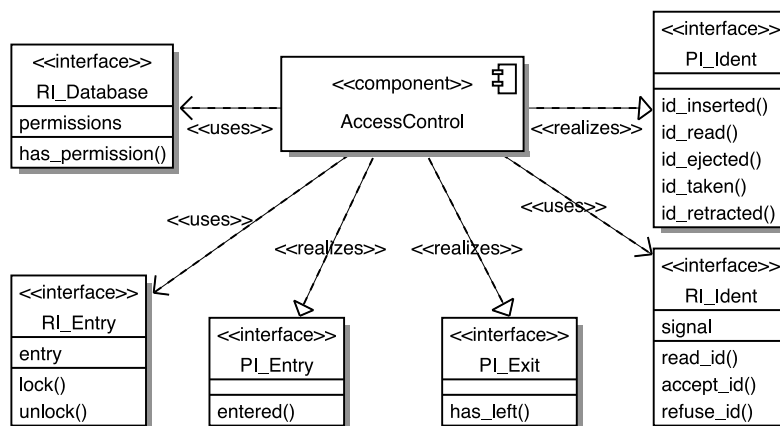 <<interface>>
RI_Database
permissions
has_permission()
<<component>>
AccessControl
<<interface>>
PI_Ident
id_inserted()
id_read()
id_ejected()
id_taken()
id_retracted()
<<uses>>
<<realizes>>
<<uses>>
<<realizes>>
<<realizes>>
<<uses>>
<<interface>>
RI_Entry
entry
lock()
unlock()
<<interface>>
PI_Entry
entered()
<<interface>>
PI_Exit
has_left()
<<interface>>
RI_Ident
signal
read_id()
accept_id()
refuse_id()